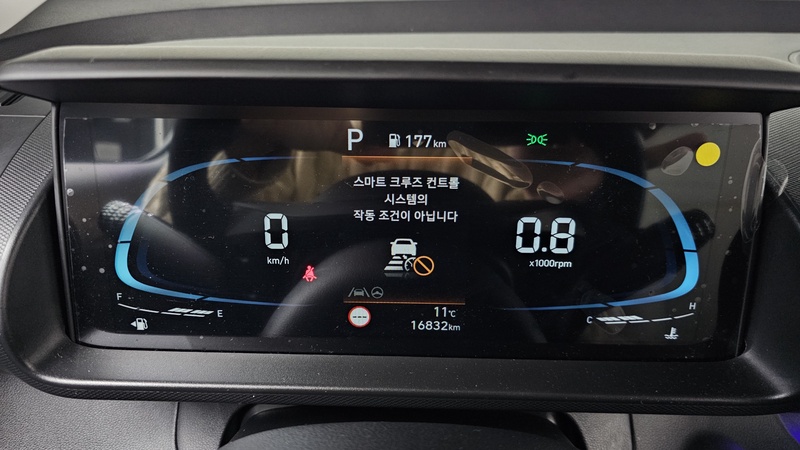 P 177km
스마트 크루즈 컨트롤
시스템의
작동 조건이 아닙니다
0
km/h
0.8
x1000rpm
F E
11℃
16832km
C H